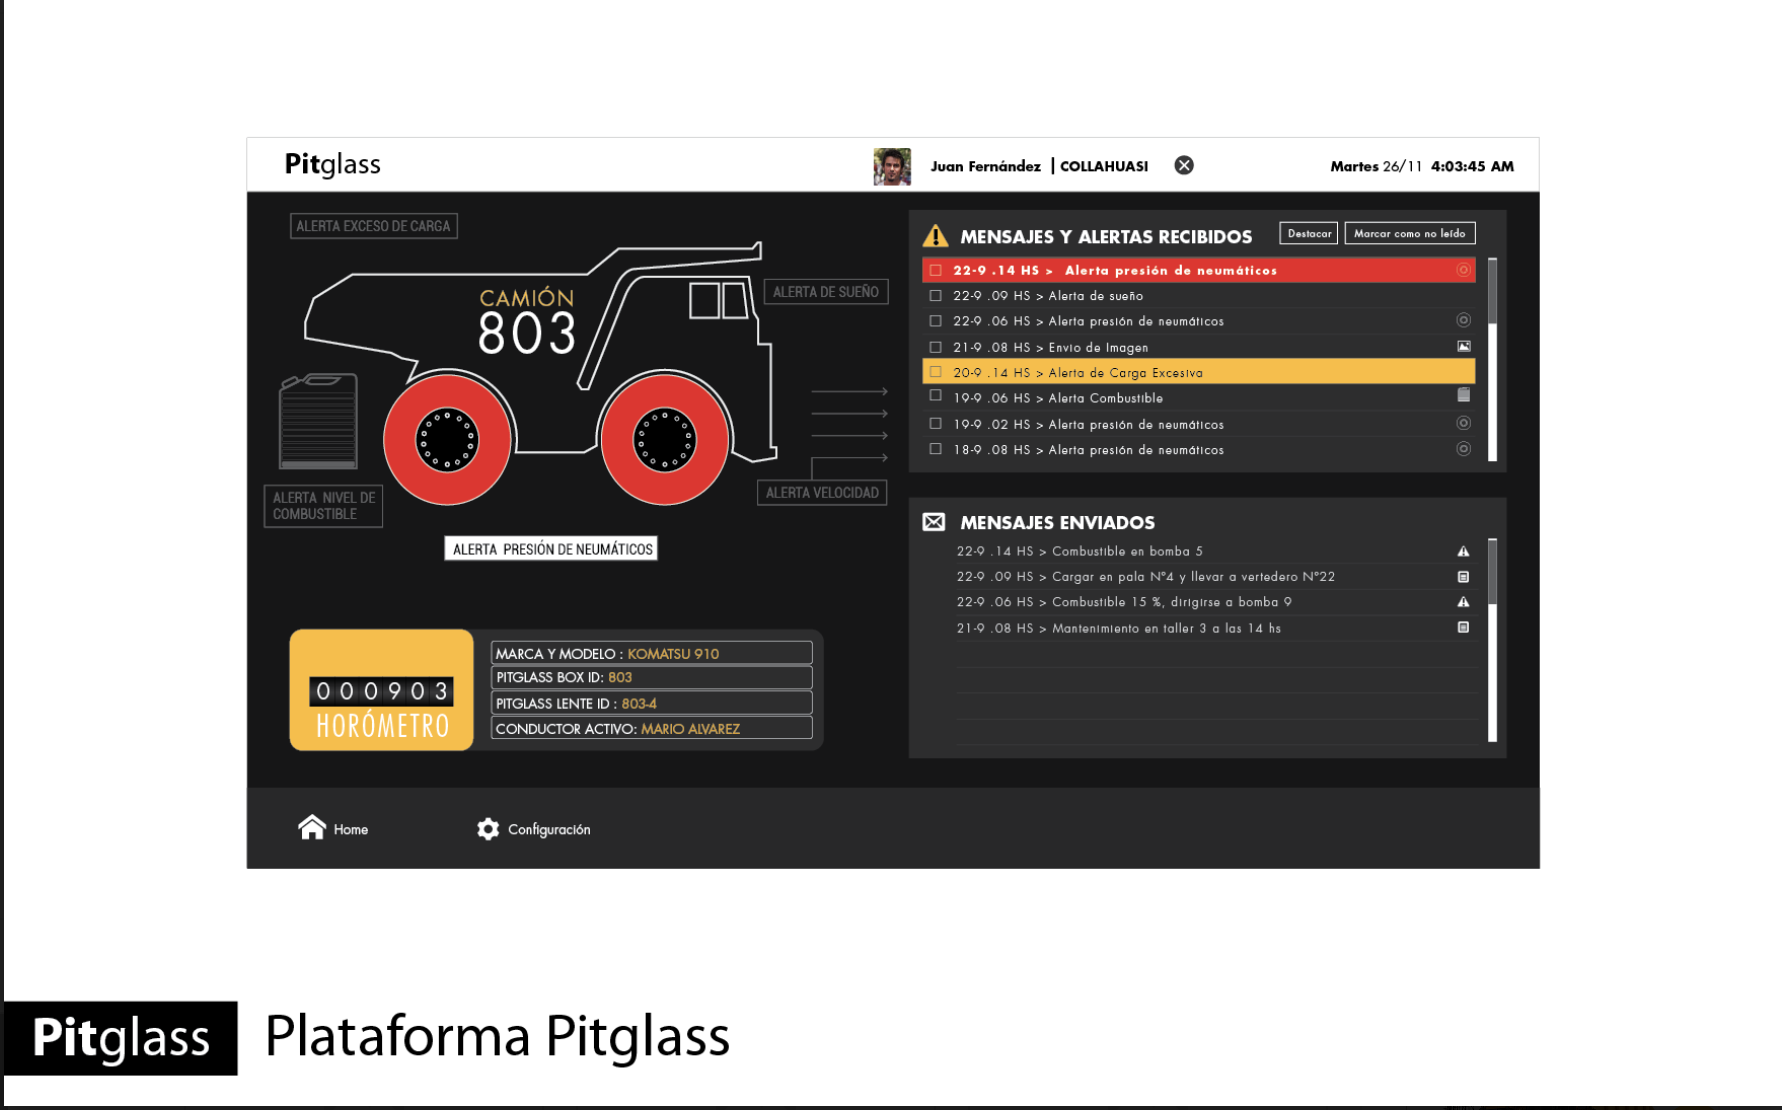 Pitglass
Juan Fernández | COLLAHUASI
Martes 26/11 4:03:45 AM
ALERTA EXCESO DE CARGA
CAMIÓN
803
ALERTA DE SUEÑO
ALERTA NIVEL DE
COMBUSTIBLE
ALERTA VELOCIDAD
ALERTA PRESIÓN DE NEUMÁTICOS
000903
HORÓMETRO
MARCA Y MODELO : KOMATSU 910
PITGLASS BOX ID: 803
PITGLASS LENTE ID : 803-4
CONDUCTOR ACTIVO: MARIO ALVAREZ
MENSAJES Y ALERTAS RECIBIDOS
Destacar
Marcar como no leído
22-9 .14 HS > Alerta presión de neumáticos
22-9 .09 HS > Alerta de sueño
22-9 .06 HS > Alerta presión de neumáticos
21-9 .08 HS > Envio de Imagen
20-9 .14 HS > Alerta de Carga Excesiva
19-9 .06 HS > Alerta Combustible
19-9 .02 HS > Alerta presión de neumáticos
18-9 .08 HS > Alerta presión de neumáticos
MENSAJES ENVIADOS
22-9 .14 HS > Combustible en bomba 5
22-9 .09 HS > Cargar en pala N°4 y llevar a vertedero N°22
22-9 .06 HS > Combustible 15 %, dirigirse a bomba 9
21-9 .08 HS > Mantenimiento en taller 3 a las 14 hs
Home
Configuración
Pitglass
Plataforma Pitglass